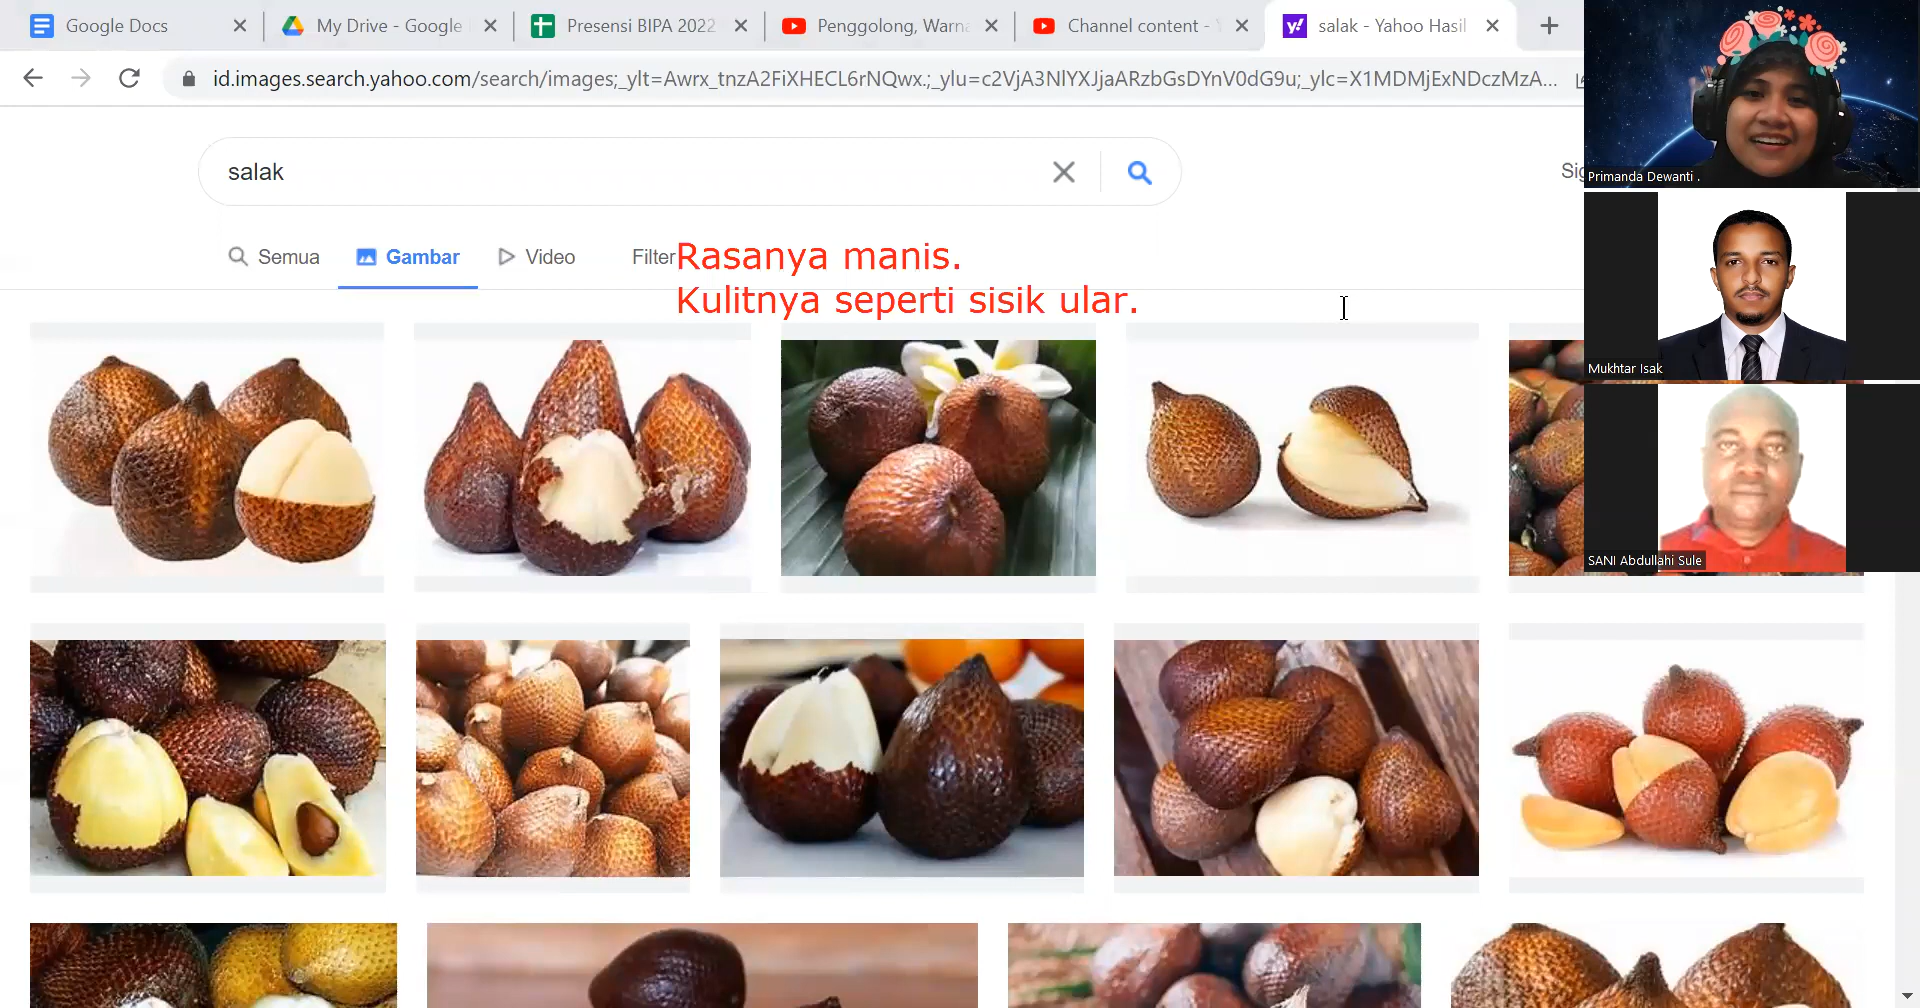 Google Docs
My Drive - Google
Presensi BIPA 2022
Penggolong, Warna
Channel content -
salak - Yahoo Hasil
id.images.search.yahoo.com/search/images;_ylt=Awrx_tnzA2FiXHECL6rNQwx.;_ylu=c2VjA3NlYXJjaARzbGsDYnV0dG9u;_ylc=X1MDMjExNDczMzA...
salak
Semua
Gambar
Video
Filter
Rasanya manis.
Kulitnya seperti sisik ular.
Primanda Dewanti .
Mukhtar Isak
SANI Abdullahi Sule